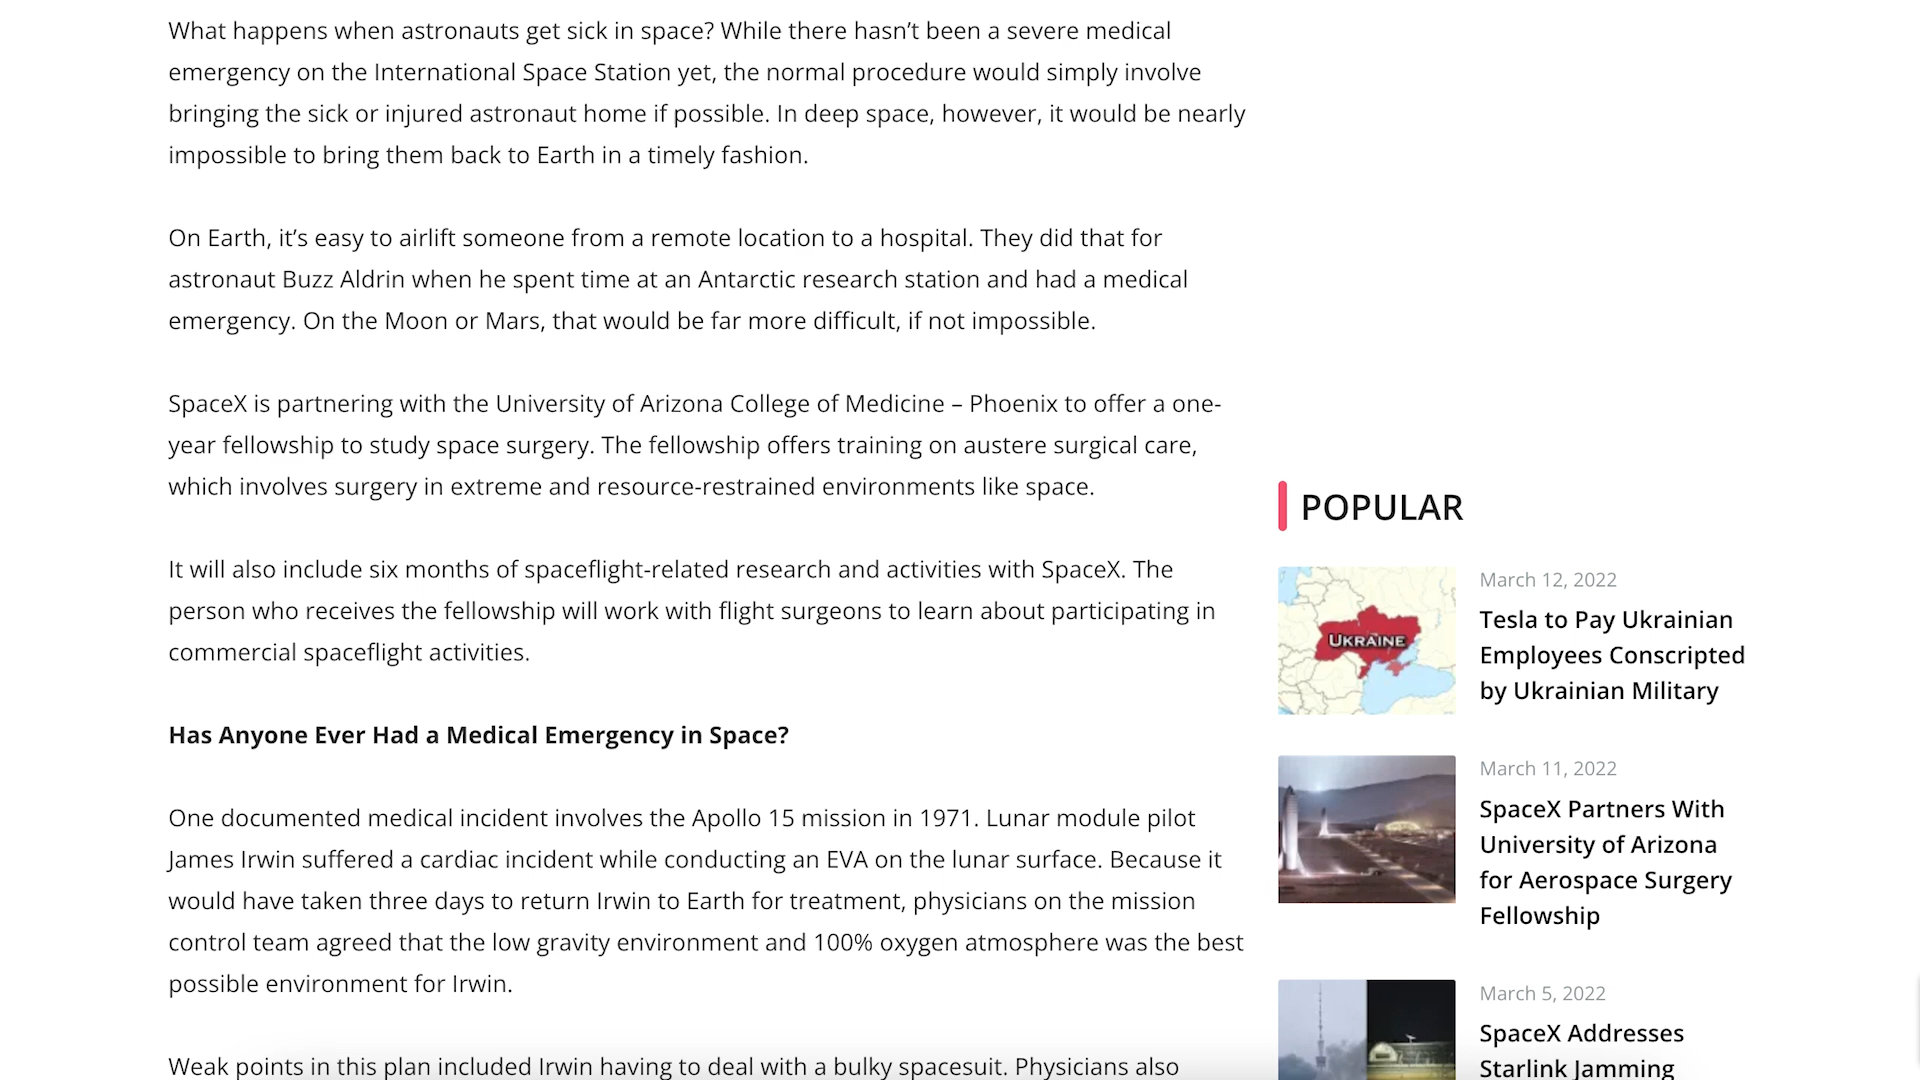 What happens when astronauts get sick in space? While there hasn’t been a severe medical
emergency on the International Space Station yet, the normal procedure would simply involve
bringing the sick or injured astronaut home if possible. In deep space, however, it would be nearly
impossible to bring them back to Earth in a timely fashion.
On Earth, it’s easy to airlift someone from a remote location to a hospital. They did that for
astronaut Buzz Aldrin when he spent time at an Antarctic research station and had a medical
emergency. On the Moon or Mars, that would be far more difficult, if not impossible.
SpaceX is partnering with the University of Arizona College of Medicine – Phoenix to offer a one-
year fellowship to study space surgery. The fellowship offers training on austere surgical care,
which involves surgery in extreme and resource-restrained environments like space.
It will also include six months of spaceflight-related research and activities with SpaceX. The
person who receives the fellowship will work with flight surgeons to learn about participating in
commercial spaceflight activities.
Has Anyone Ever Had a Medical Emergency in Space?
One documented medical incident involves the Apollo 15 mission in 1971. Lunar module pilot
James Irwin suffered a cardiac incident while conducting an EVA on the lunar surface. Because it
would have taken three days to return Irwin to Earth for treatment, physicians on the mission
control team agreed that the low gravity environment and 100% oxygen atmosphere was the best
possible environment for Irwin.
Weak points in this plan included Irwin having to deal with a bulky spacesuit. Physicians also
POPULAR
UKRAINE
March 12, 2022
Tesla to Pay Ukrainian
Employees Conscripted
by Ukrainian Military
March 11, 2022
SpaceX Partners With
University of Arizona
for Aerospace Surgery
Fellowship
March 5, 2022
SpaceX Addresses
Starlink Jamming